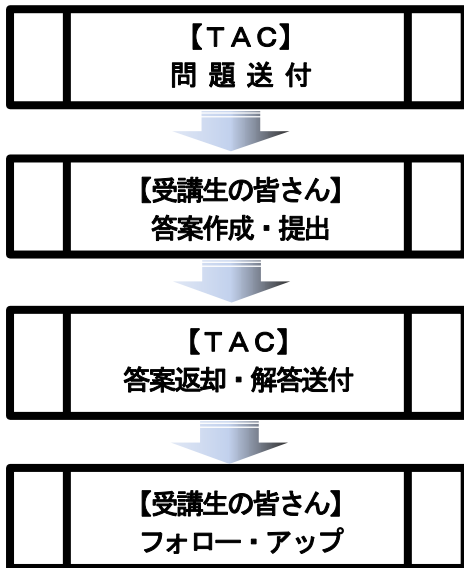 【TAC】
問題送付
【受講生の皆さん】
答案作成・提出
【TAC】
答案返却・解答送付
【受講生の皆さん】
フォロー・アップ